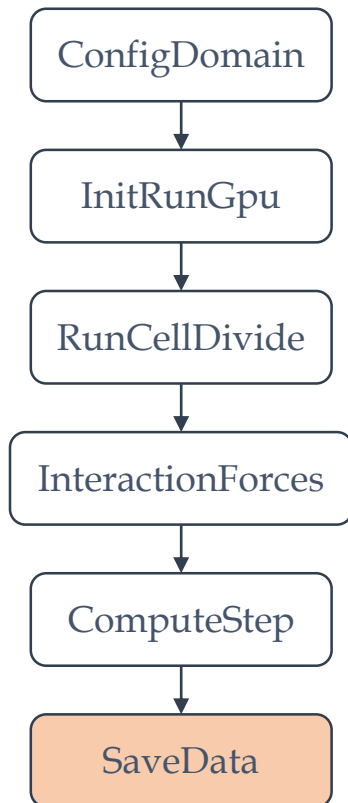 ConfigDomain
InitRunGpu
RunCellDivide
InteractionForces
ComputeStep
SaveData